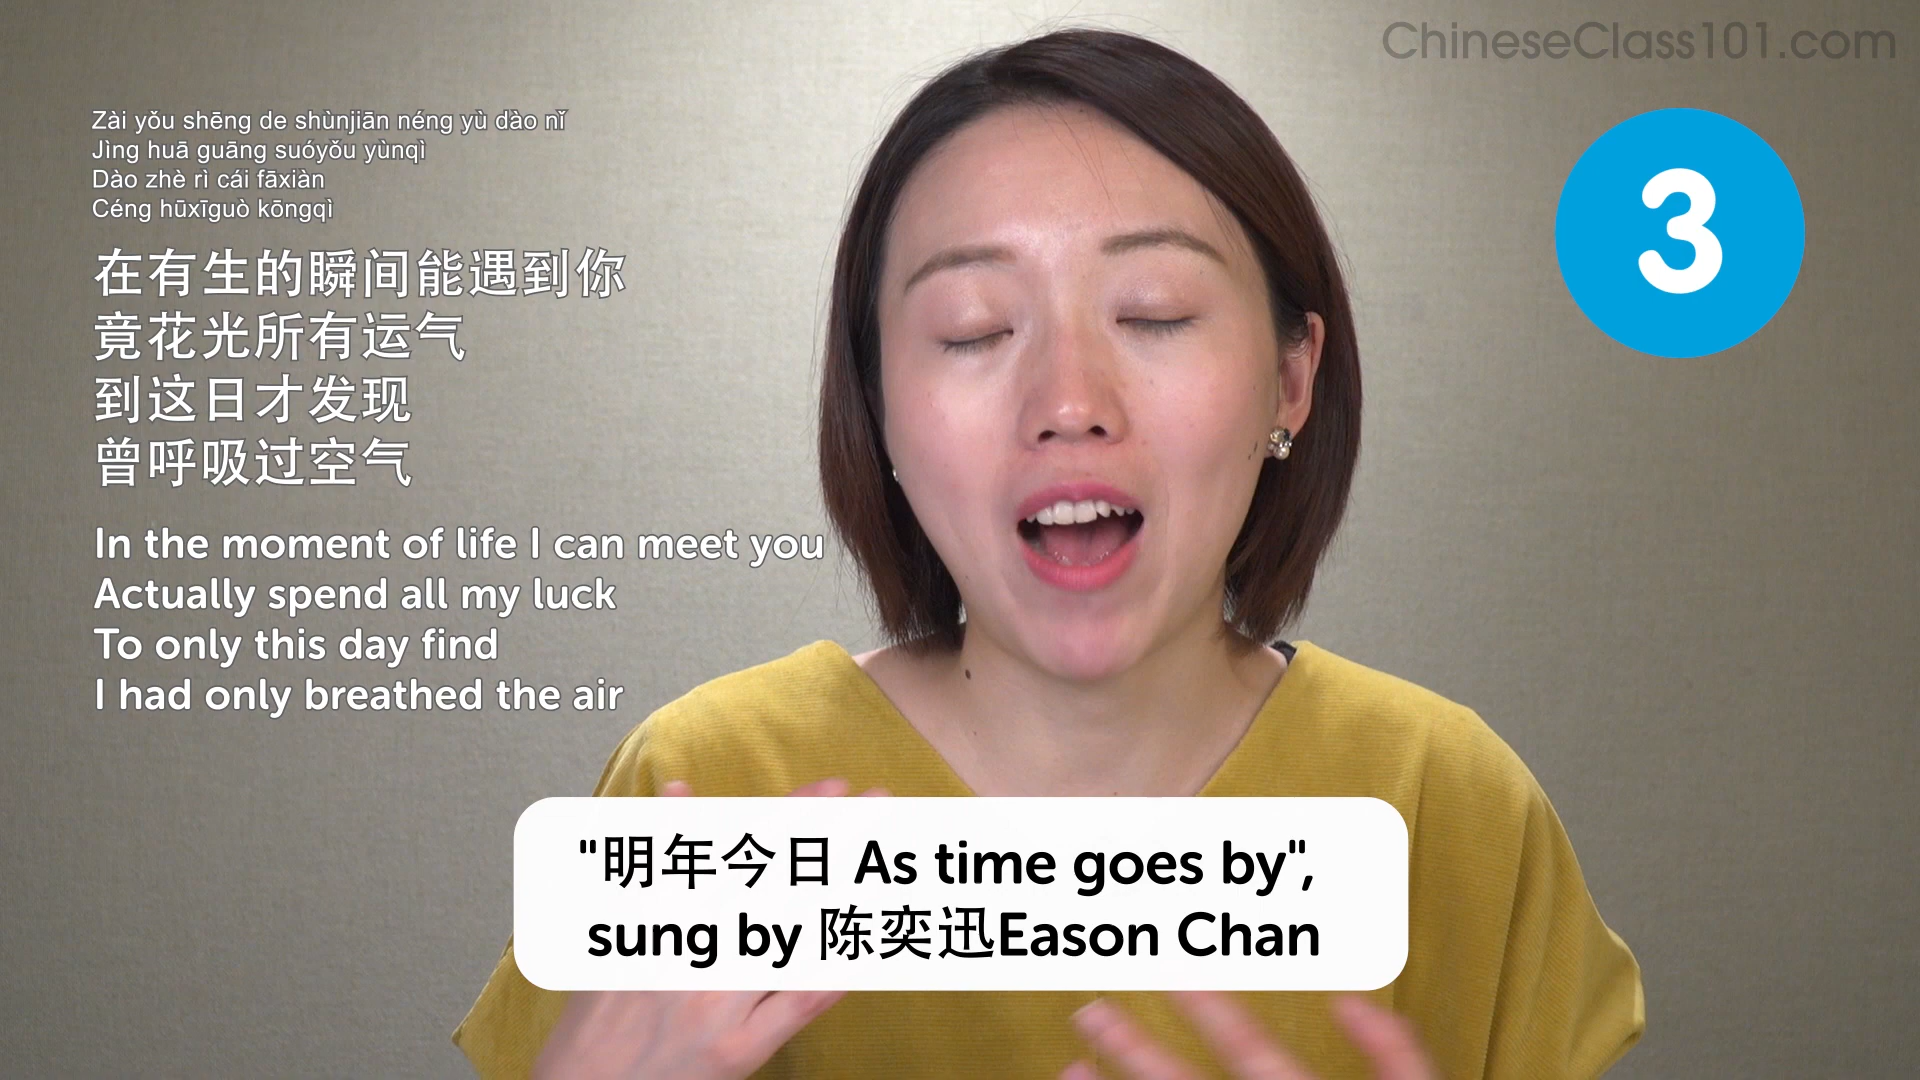 ChineseClass101.com
Zài yǒu shēng de shùnjiān néng yù dào nǐ
Jìng huā guāng suóyǒu yùnqì
Dào zhè rì cái fāxiàn
Céng hūxīguò kōngqì
在有生的瞬间能遇到你
竟花光所有运气
到这日才发现
曾呼吸过空气
In the moment of life I can meet you
Actually spend all my luck
To only this day find
I had only breathed the air
3
"明年今日 As time goes by",
sung by 陈奕迅Eason Chan